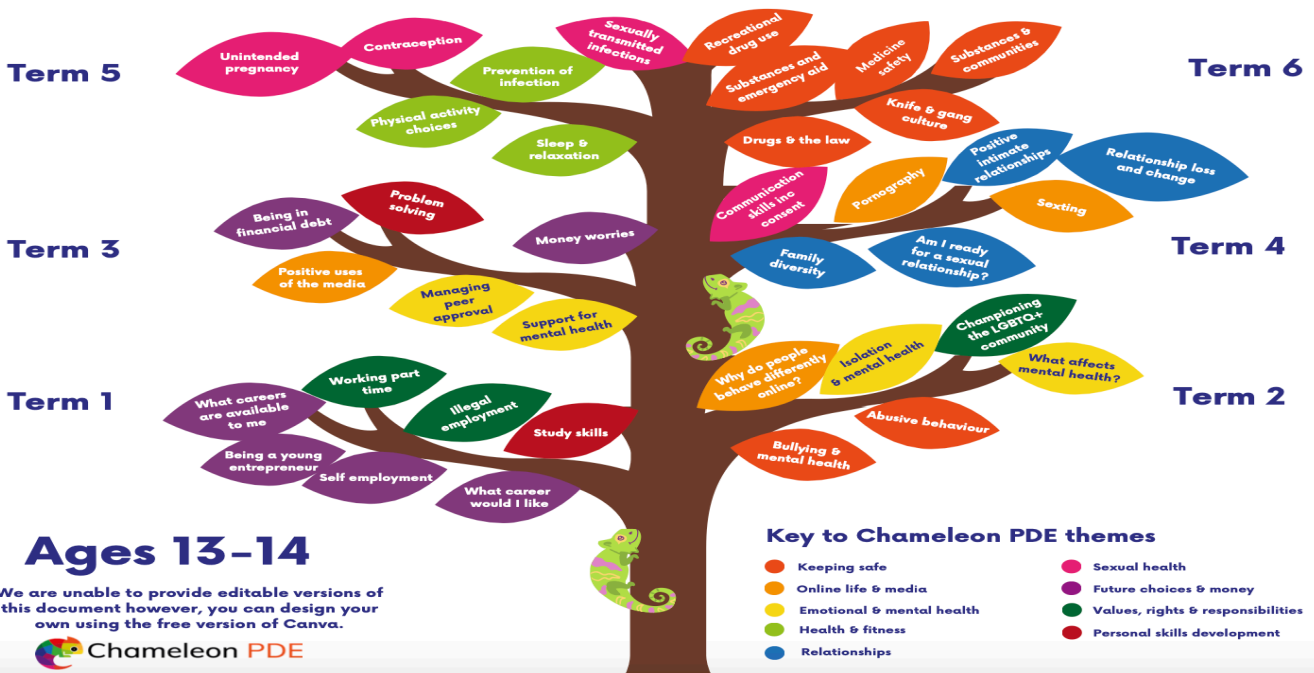 Term 5
Unintended
pregnancy
Contraception
Prevention of
infection
Sexually
transmitted
infections
Physical activity
choices
Sleep &
relaxation
Term 6
Recreational
drug use
Substances and
emergency aid
Medicine
safety
Substances &
communities
Knife & gang
culture
Drugs & the law
Term 3
Being in
financial debt
Problem
solving
Money worries
Positive uses
of the media
Managing
peer
approval
Support for
mental health
Term 4
Communication
skills inc
consent
Pornography
Positive
intimate
relationships
Relationship loss
and change
Sexting
Family
diversity
Am I ready
for a sexual
relationship?
Term 1
What careers
are available
to me
Working part
time
Illegal
employment
Study skills
Being a young
entrepreneur
Self employment
What career
would I like
Term 2
Why do people
behave differently
online?
Isolation
& mental health
Championing
the LGBTQ+
community
What affects
mental health?
Abusive behaviour
Bullying &
mental health
Ages 13-14
We are unable to provide editable versions of
this document however, you can design your
own using the free version of Canva.
Chameleon PDE
Key to Chameleon PDE themes
Keeping safe
Online life & media
Emotional & mental health
Health & fitness
Relationships
Sexual health
Future choices & money
Values, rights & responsibilities
Personal skills development